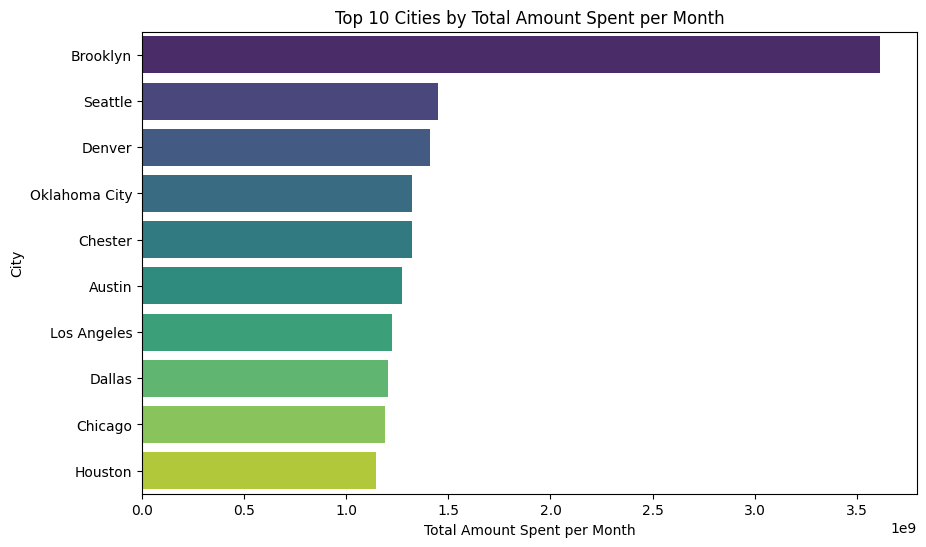 Top 10 Cities by Total Amount Spent per Month
Brooklyn
Seattle
Denver
Oklahoma City
Chester
Austin
Los Angeles
Dallas
Chicago
Houston
City
0.0 0.5 1.0 1.5 2.0 2.5 3.0 3.5
1e9
Total Amount Spent per Month